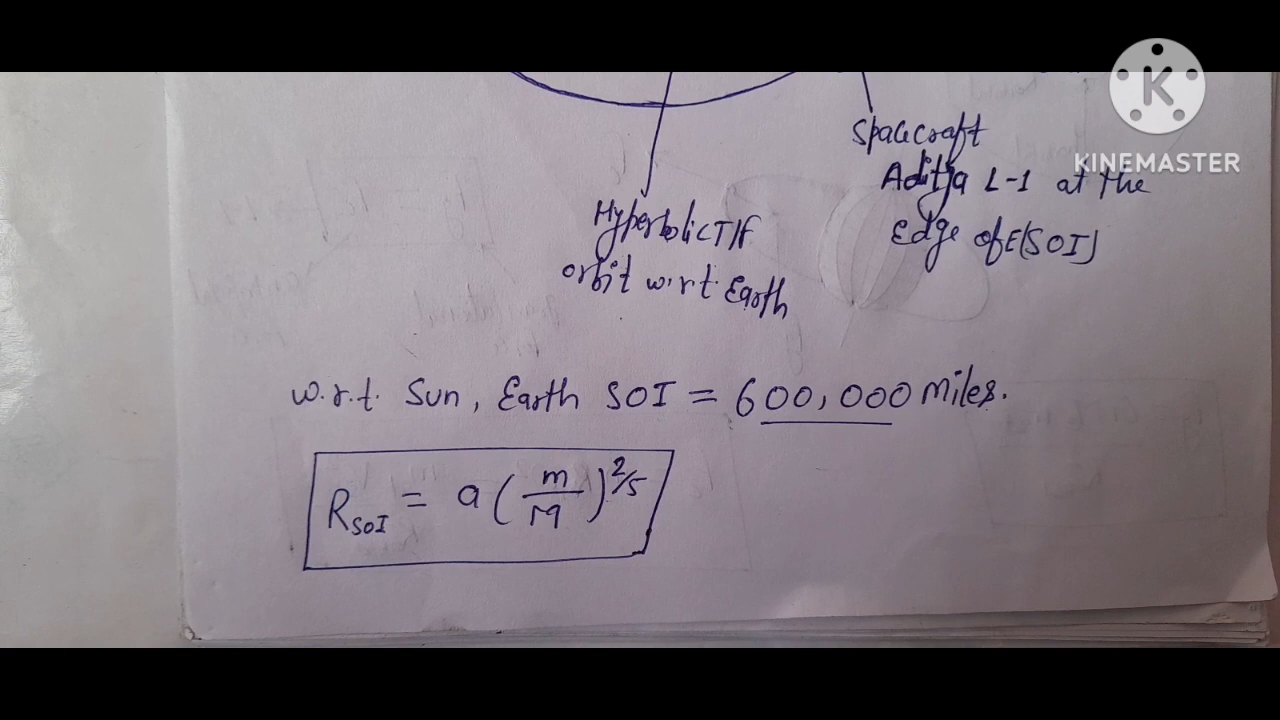 K
KINEMASTER
Spacecraft
Aditya L-1 at the
Edge of E(SOI)
Hyperbolic T/F
orbit w.r.t. Earth
w.r.t. Sun, Earth SOI = 600,000 miles.
R_SOI = a (m/M)^2/5